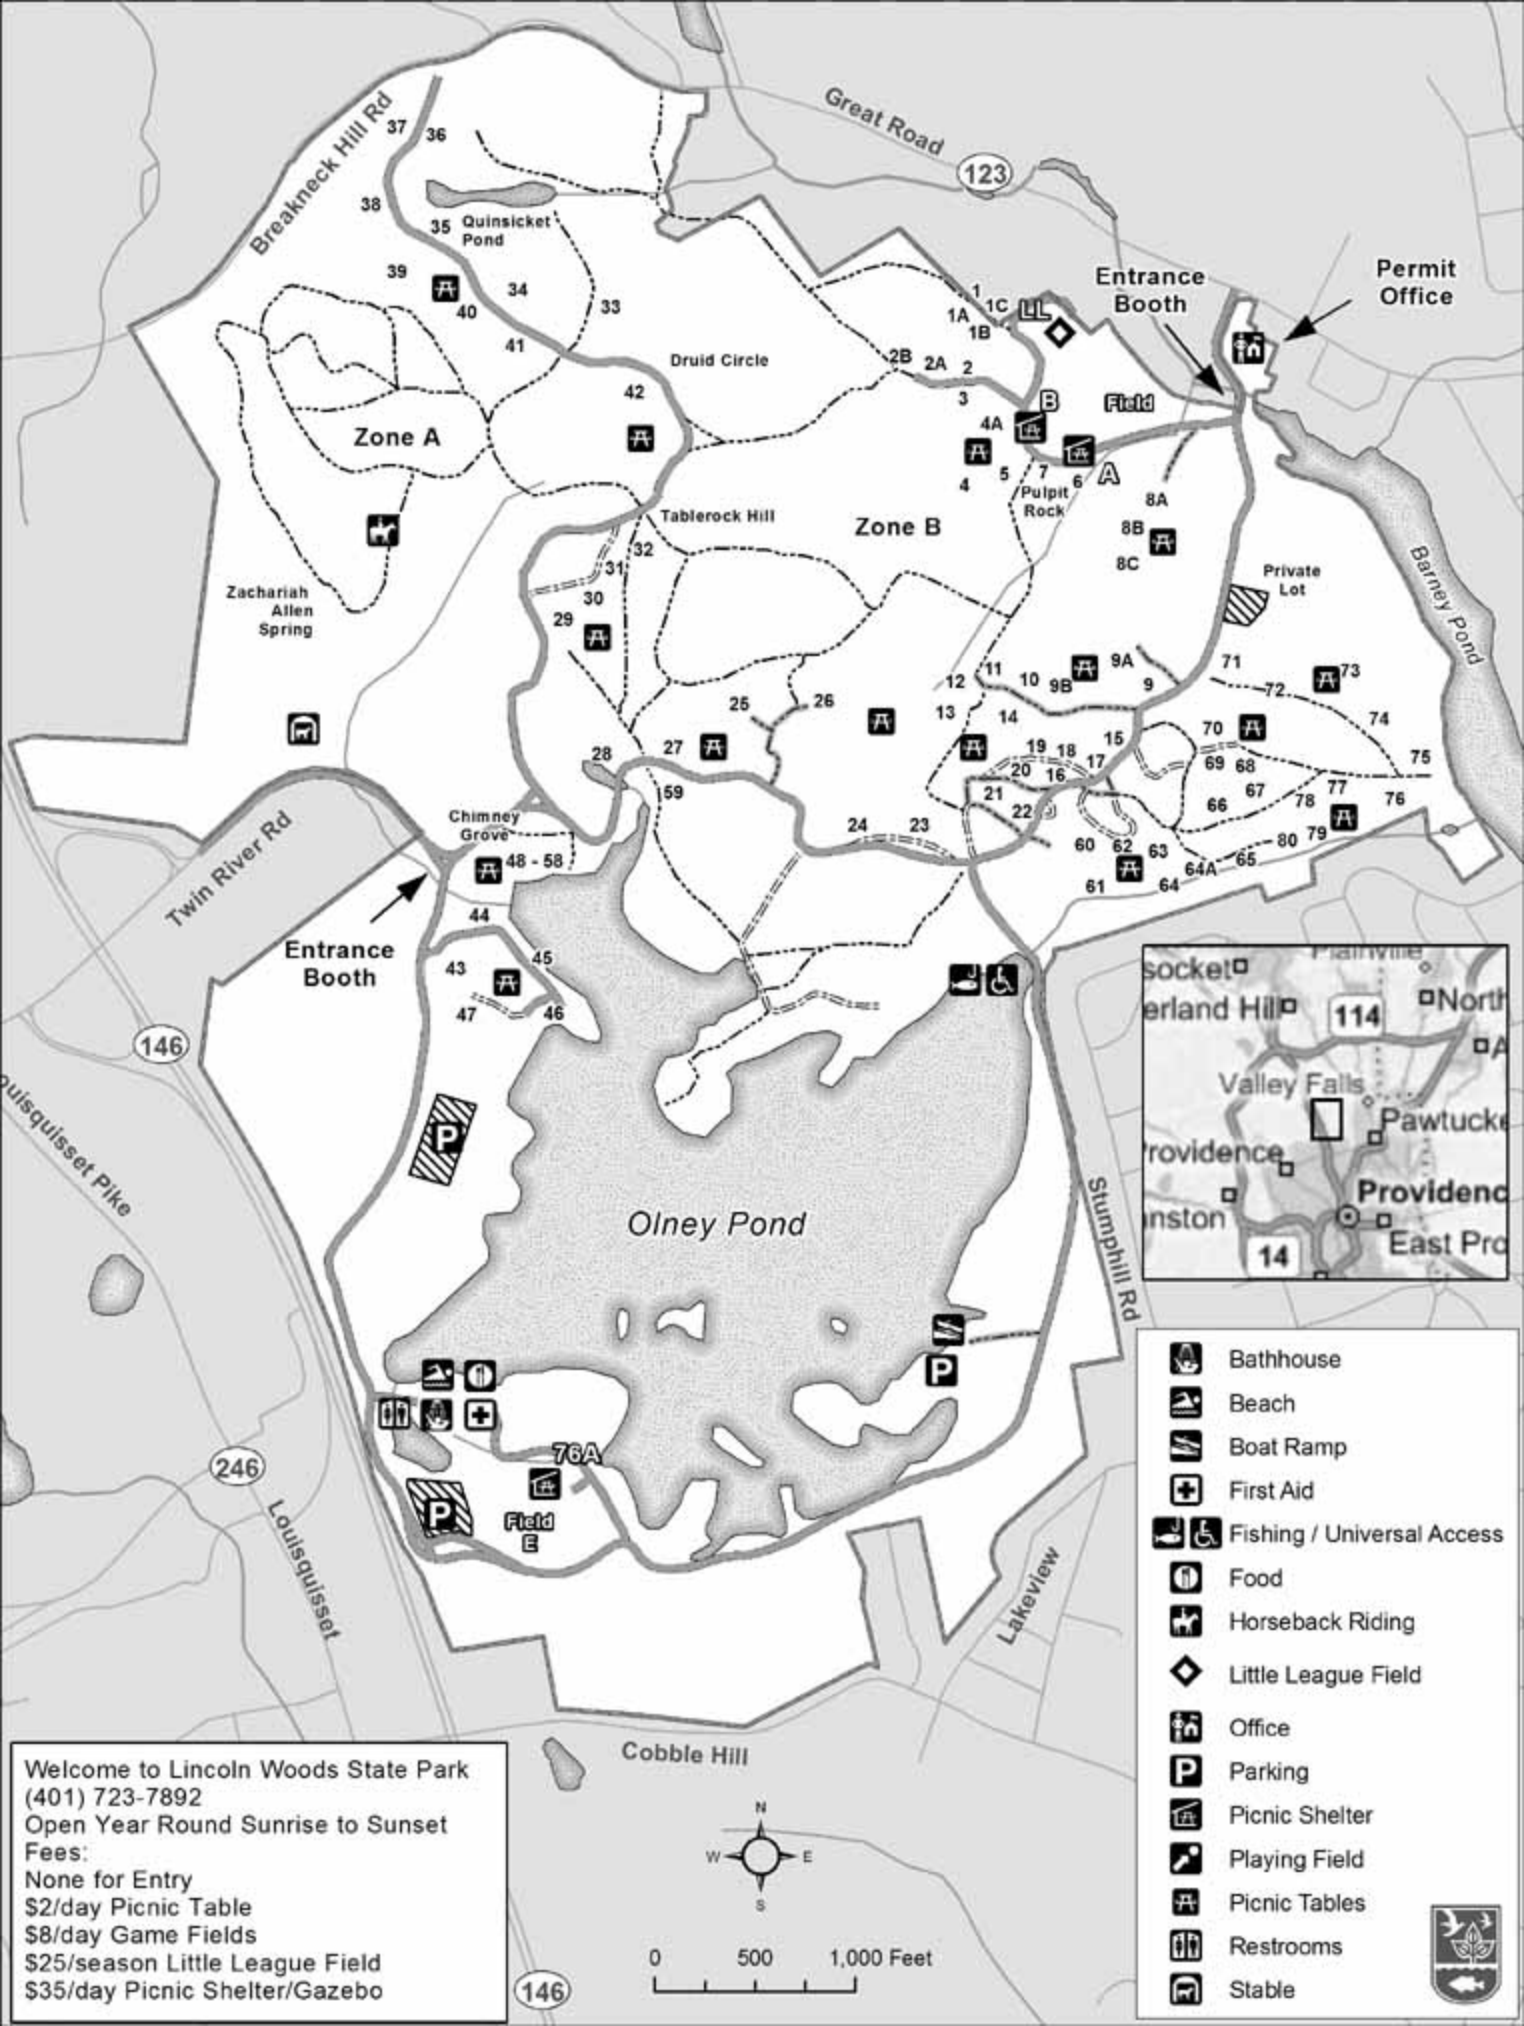 Great Road
123
Breakneck Hill Rd
37
36
38
35
Quinsicket
Pond
39
34
40
33
41
Druid Circle
42
Zone A
Entrance
Booth
Permit
Office
1
1C
LL
1A
1B
2B
2A
2
3
B
Field
4A
5
7
6
A
4
Pulpit
Rock
8A
8B
8C
Zone B
Tablerock Hill
32
31
30
29
Zachariah
Allen
Spring
Private
Lot
Barney Pond
12
11
10
9B
9A
9
71
72
73
74
75
25
26
13
14
15
70
69
68
28
27
59
19
18
17
20
16
21
22
67
66
78
77
76
Chimney
Grove
48 - 58
24
23
60
62
63
80
79
61
64
64A
65
Twin River Rd
44
Entrance
Booth
43
45
47
46
146
ouisquisset Pike
P
Olney Pond
Stumphill Rd
Plainville
socket
erland Hill
114
North
A
Valley Falls
Pawtucke
rovidence
Providenc
nston
14
East Pro
P
76A
P
Field
E
246
Louisquisset
Lakeview
Cobble Hill
Bathhouse
Beach
Boat Ramp
First Aid
Fishing / Universal Access
Food
Horseback Riding
Little League Field
Office
P Parking
Picnic Shelter
Playing Field
Picnic Tables
Restrooms
Stable
Welcome to Lincoln Woods State Park
(401) 723-7892
Open Year Round Sunrise to Sunset
Fees:
None for Entry
$2/day Picnic Table
$8/day Game Fields
$25/season Little League Field
$35/day Picnic Shelter/Gazebo
146
N
W E
S
0 500 1,000 Feet